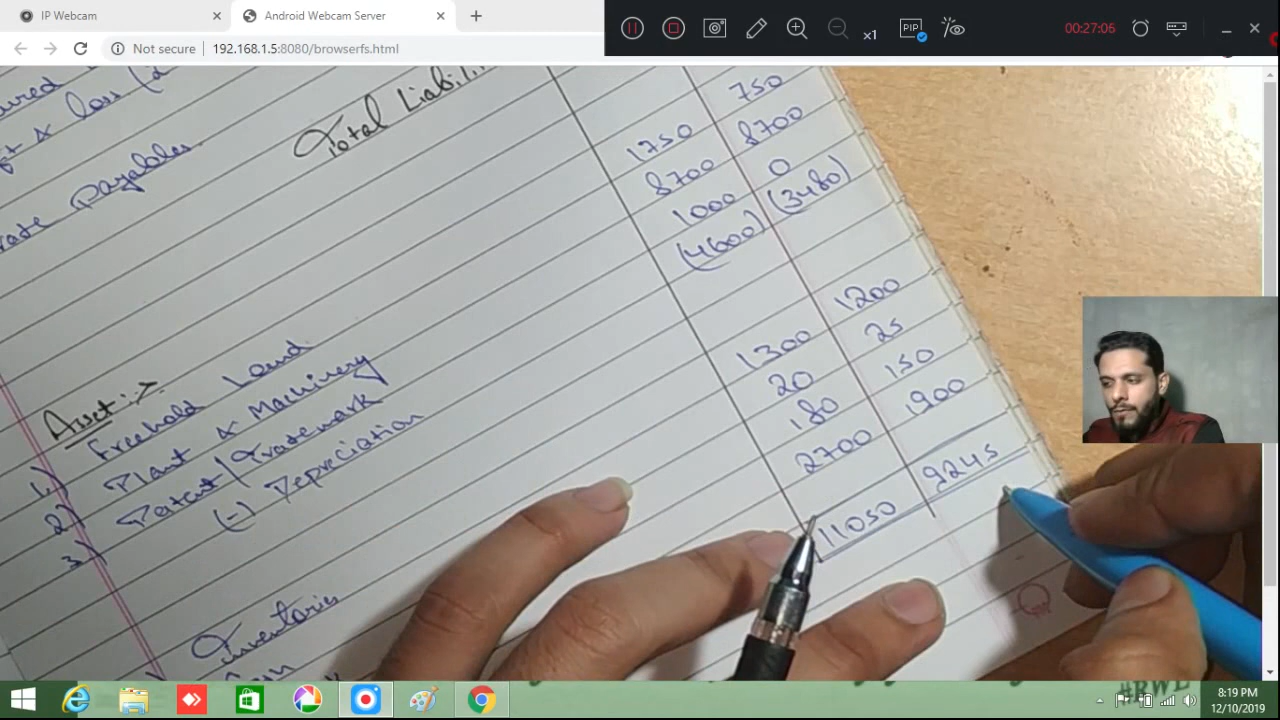 IP Webcam
Android Webcam Server
Not secure
192.168.1.5:8080/browserfs.html
x1
PIP
00:27:06
Total
Payables
Asset :->
1) Freehold Land
2) Plant & Machinery
3) Patent / Tratemark
(-) Depreciation
Inventories
750
1750 8700
8700 0
1000 (3480)
(4600)
1300 1200
20 25
180 150
2700 1900
11050 9245
8:19 PM
12/10/2019